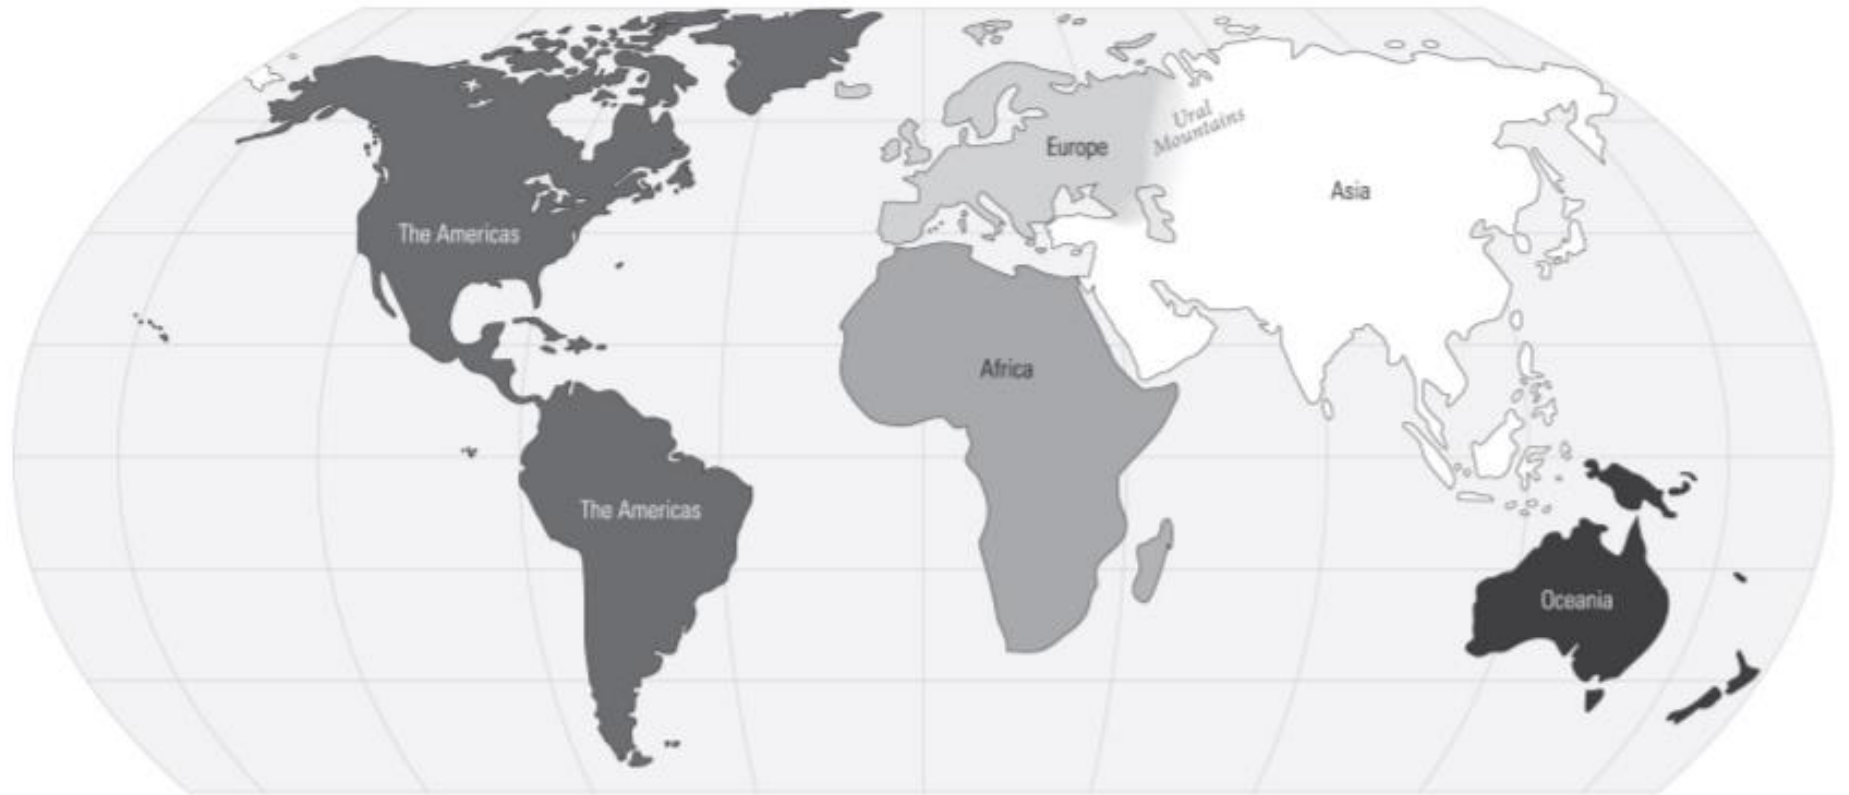 Ural
Mountains
Europe
Asia
The Americas
Africa
The Americas
Oceania